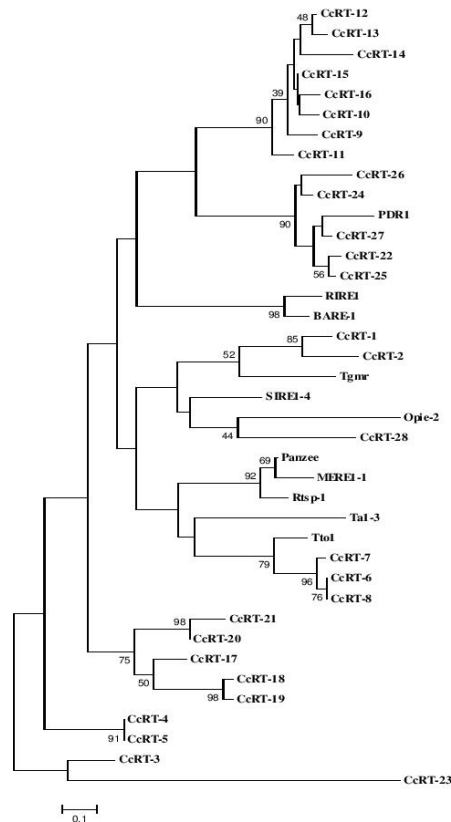 48
CcRT-12
CcRT-13
CcRT-14
CcRT-15
39
CcRT-16
CcRT-10
90
CcRT-9
CcRT-11
CcRT-26
CcRT-24
90
PDR1
CcRT-27
CcRT-22
56
CcRT-25
RIRE1
98
BARE-1
85
CcRT-1
52
CcRT-2
Tgmr
SIRE1-4
Opie-2
44
CcRT-28
69
Panzee
92
MERE1-1
Rtsp-1
Ta1-3
Tto1
79
CcRT-7
96
CcRT-6
76
CcRT-8
98
CcRT-21
CcRT-20
75
CcRT-17
50
CcRT-18
98
CcRT-19
CcRT-4
91
CcRT-5
CcRT-3
CcRT-23
0.1